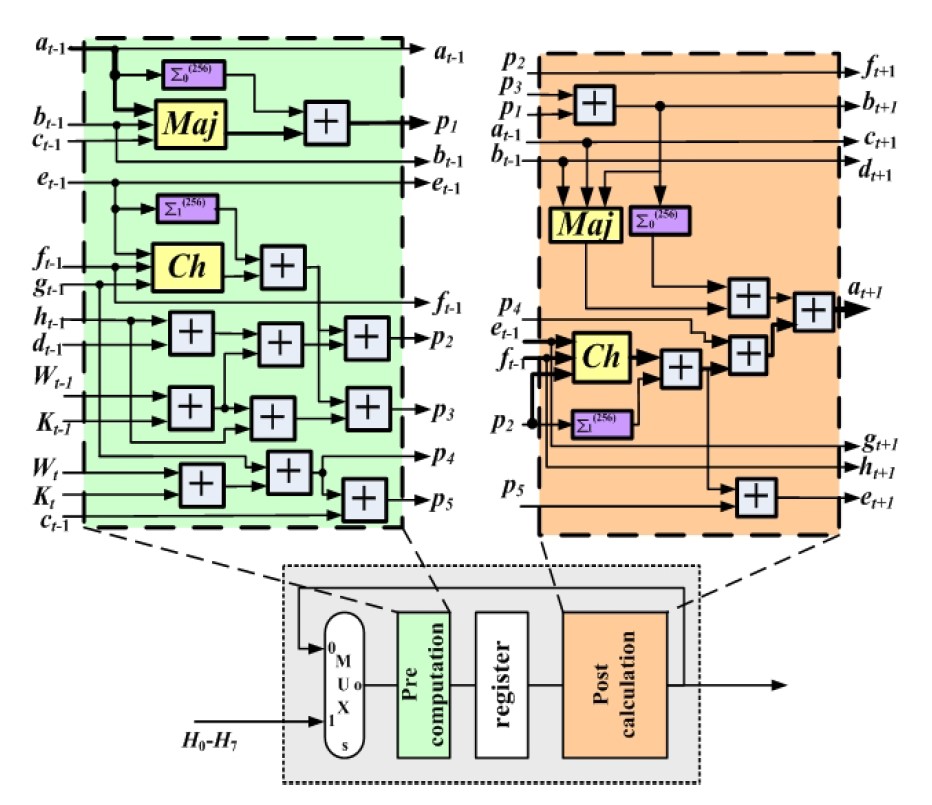 a_{t-1}
a_{t-1}
Σ_0^{(256)}
b_{t-1}
Maj
+
p_1
c_{t-1}
b_{t-1}
e_{t-1}
e_{t-1}
Σ_1^{(256)}
f_{t-1}
Ch
+
g_{t-1}
f_{t-1}
h_{t-1}
+
+
+
p_2
d_{t-1}
W_{t-1}
+
+
+
p_3
K_{t-1}
W_t
+
+
p_4
K_t
+
p_5
c_{t-1}
p_2
f_{t+1}
p_3
+
b_{t+1}
p_1
a_{t-1}
c_{t+1}
b_{t-1}
d_{t+1}
Maj
Σ_0^{(256)}
+
+
a_{t+1}
p_4
e_{t-1}
f_{t-1}
Ch
+
+
p_2
Σ_1^{(256)}
g_{t+1}
h_{t+1}
p_5
+
e_{t+1}
0
M
U o
X
1
s
H_0-H_7
Pre
computation
register
Post
calculation